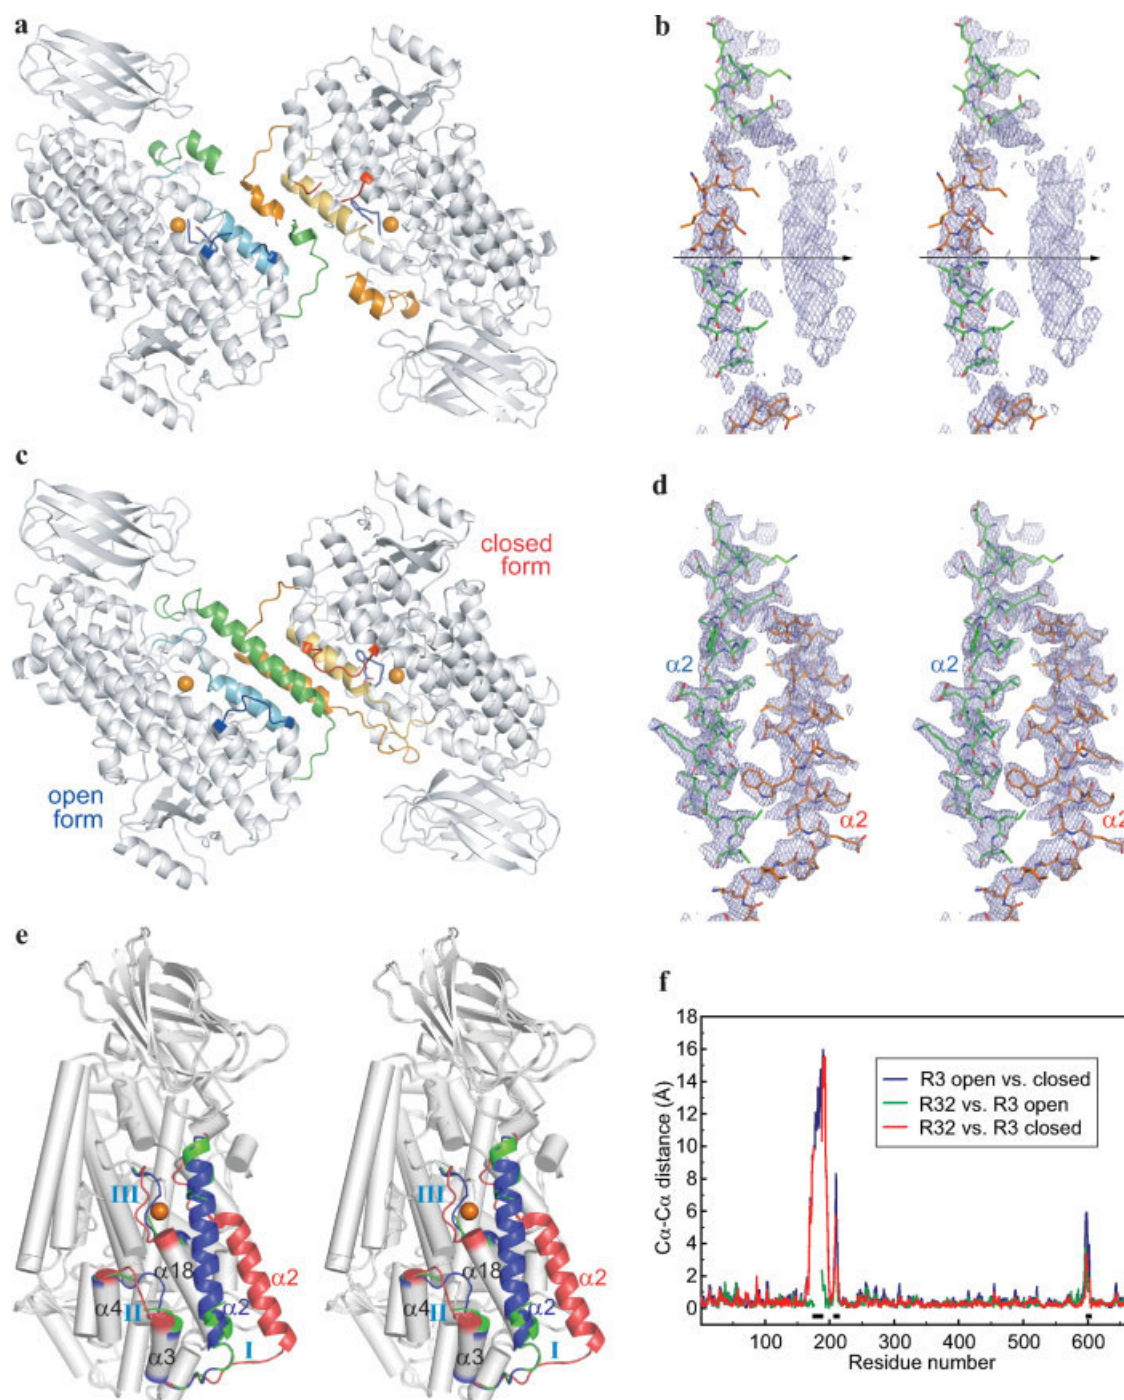 a
b
c
closed
form
open
form
d
α2
α2
α2
α2
e
III
III
α18
α18
α2
α2
α4
II
α2
α4
II
α2
α3
I
α3
I
f
18
16
14
12
10
8
6
4
2
0
Cα-Cα distance (Å)
R3 open vs. closed
R32 vs. R3 open
R32 vs. R3 closed
100 200 300 400 500 600
Residue number